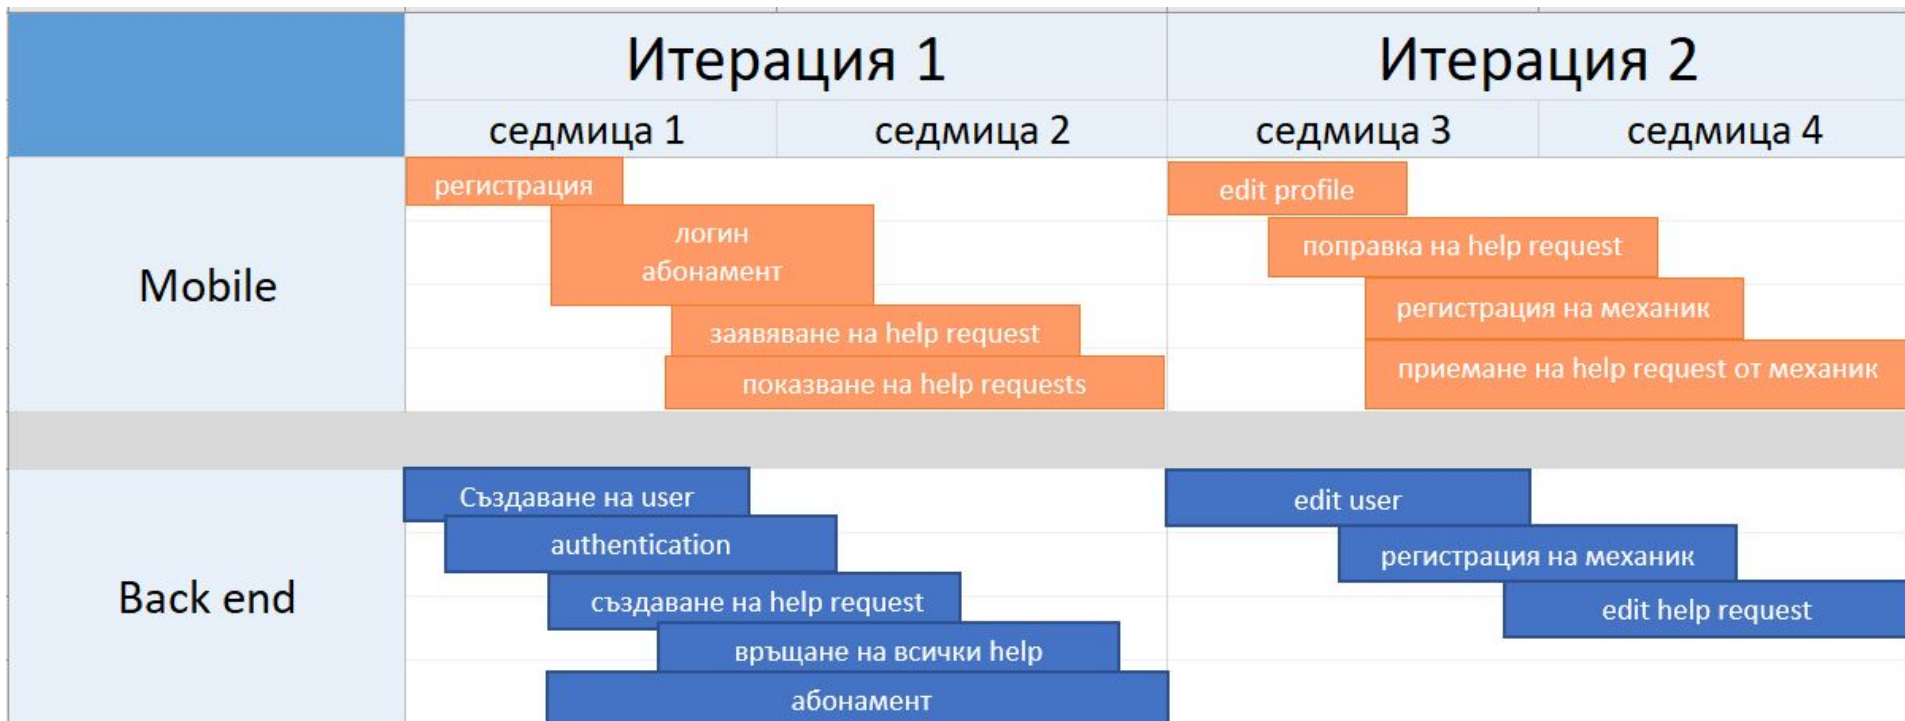 Итерация 1
Итерация 2
седмица 1
седмица 2
седмица 3
седмица 4
Mobile
регистрация
логин
абонамент
заявяване на help request
показване на help requests
edit profile
поправка на help request
регистрация на механик
приемане на help request от механик
Back end
Създаване на user
authentication
създаване на help request
връщане на всички help
абонамент
edit user
регистрация на механик
edit help request